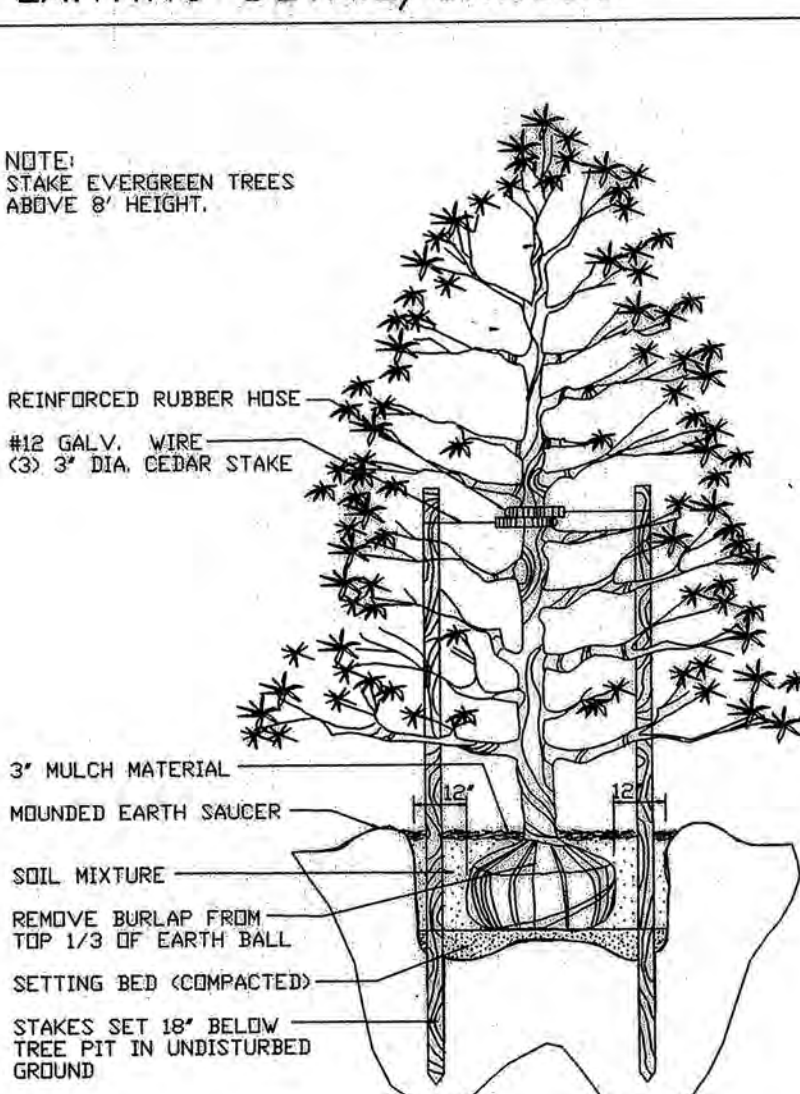 NOTE:
STAKE EVERGREEN TREES
ABOVE 8' HEIGHT.
REINFORCED RUBBER HOSE
#12 GALV. WIRE
(3) 3" DIA. CEDAR STAKE
3" MULCH MATERIAL
12"
12"
MOUNDED EARTH SAUCER
SOIL MIXTURE
REMOVE BURLAP FROM
TOP 1/3 OF EARTH BALL
SETTING BED (COMPACTED)
STAKES SET 18" BELOW
TREE PIT IN UNDISTURBED
GROUND